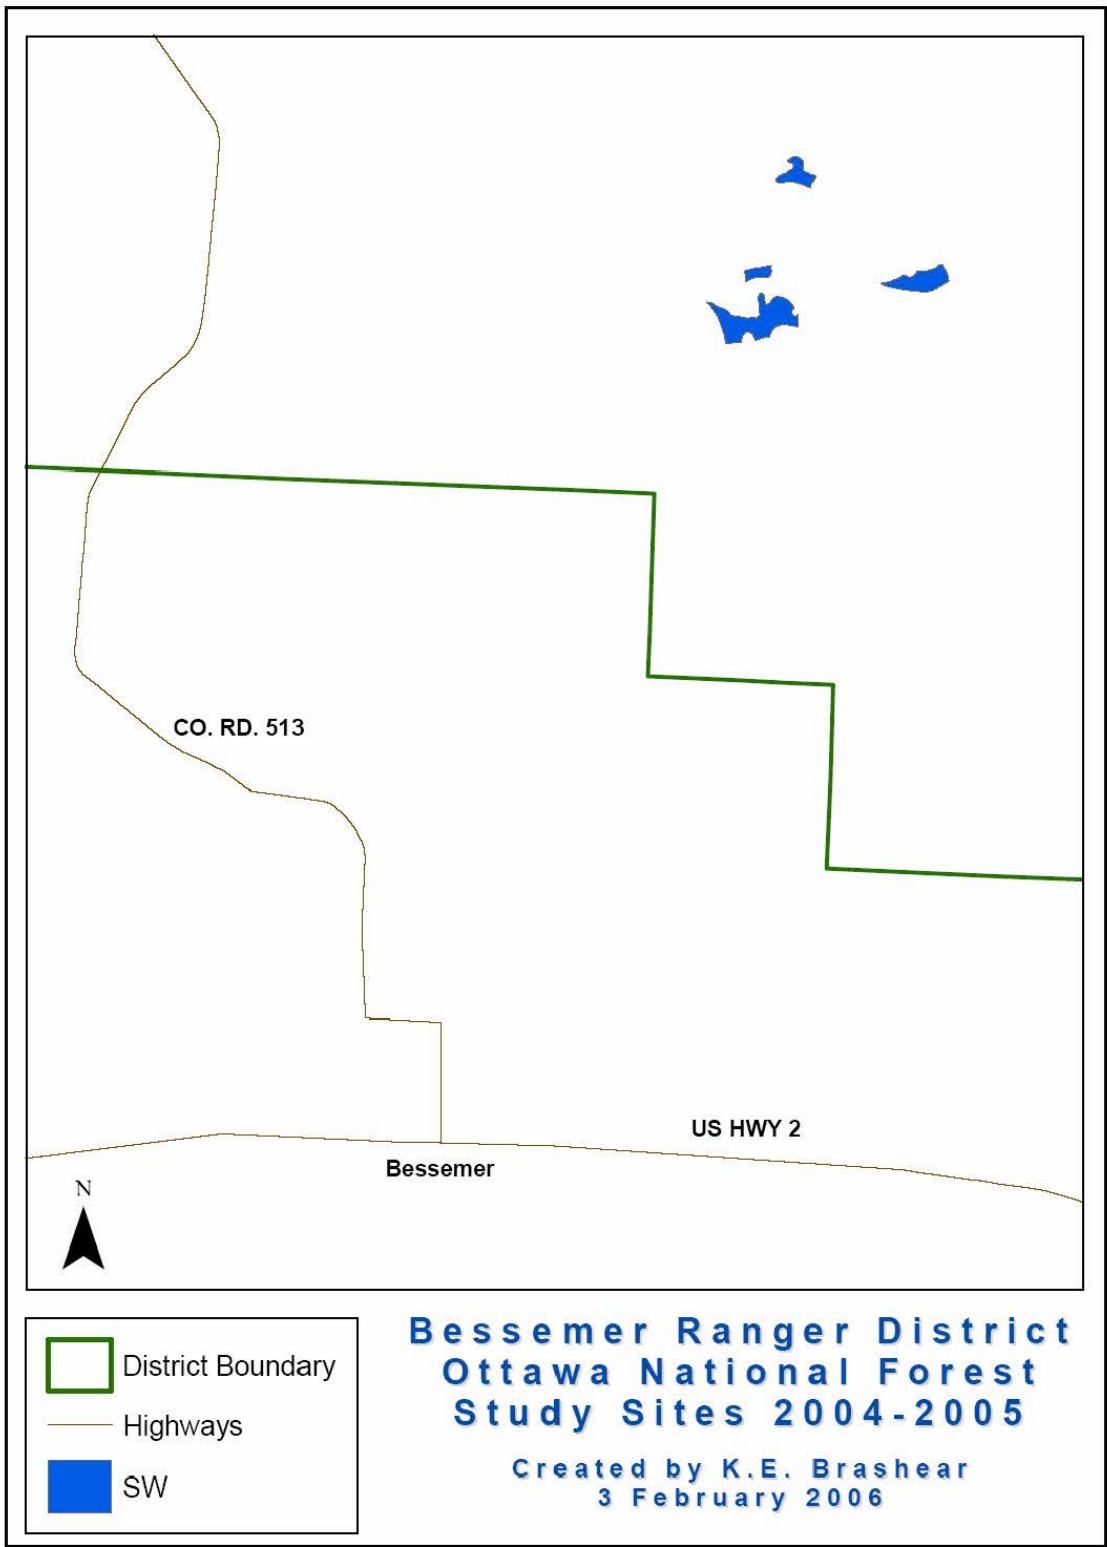 CO. RD. 513
US HWY 2
Bessemer
N
District Boundary
Highways
SW
Bessemer Ranger District
Ottawa National Forest
Study Sites 2004-2005
Created by K.E. Brashear
3 February 2006